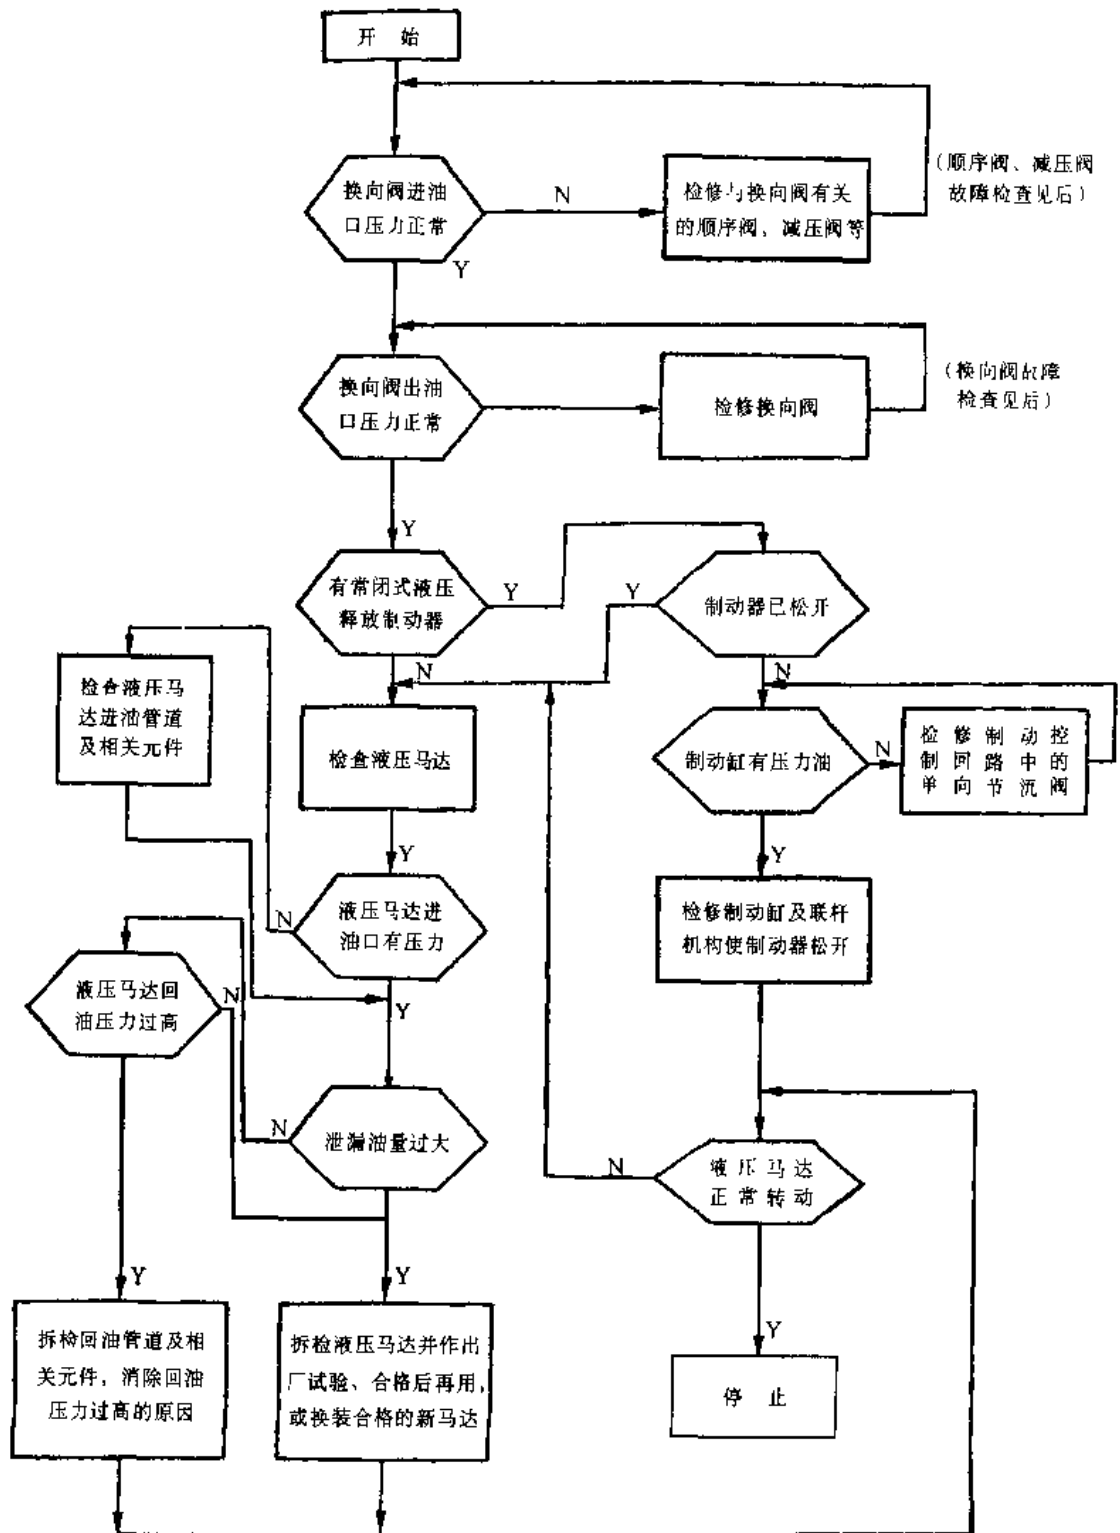 开 始
换向阀进油
口压力正常
N
检修与换向阀有关
的顺序阀、减压阀等
(顺序阀、减压阀
故障检查见后)
Y
换向阀出油
口压力正常
检修换向阀
(换向阀故障
检查见后)
Y
有常闭式液压
释放制动器
Y
Y
制动器已松开
N
N
检查液压马
达进油管道
及相关元件
检查液压马达
制动缸有压力油
N
检修制动控
制回路中的
单向节流阀
Y
Y
液压马达进
油口有压力
N
检修制动缸及联杆
机构使制动器松开
液压马达回
油压力过高
N
Y
泄漏油量过大
N
液压马达
正常转动
N
Y
Y
Y
拆检回油管道及相
关元件，消除回油
压力过高的原因
拆检液压马达并作出
厂试验、合格后再用，
或换装合格的新马达
停 止